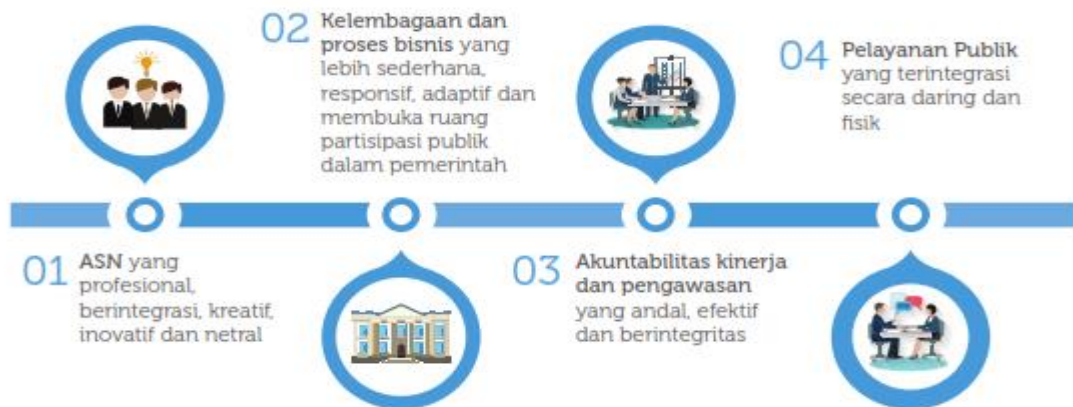 01
ASN yang
profesional,
berintegrasi, kreatif,
inovatif dan netral
02
Kelembagaan dan
proses bisnis yang
lebih sederhana,
responsif, adaptif dan
membuka ruang
partisipasi publik
dalam pemerintah
03
Akuntabilitas kinerja
dan pengawasan
yang andal, efektif
dan berintegritas
04
Pelayanan Publik
yang terintegrasi
secara daring dan
fisik